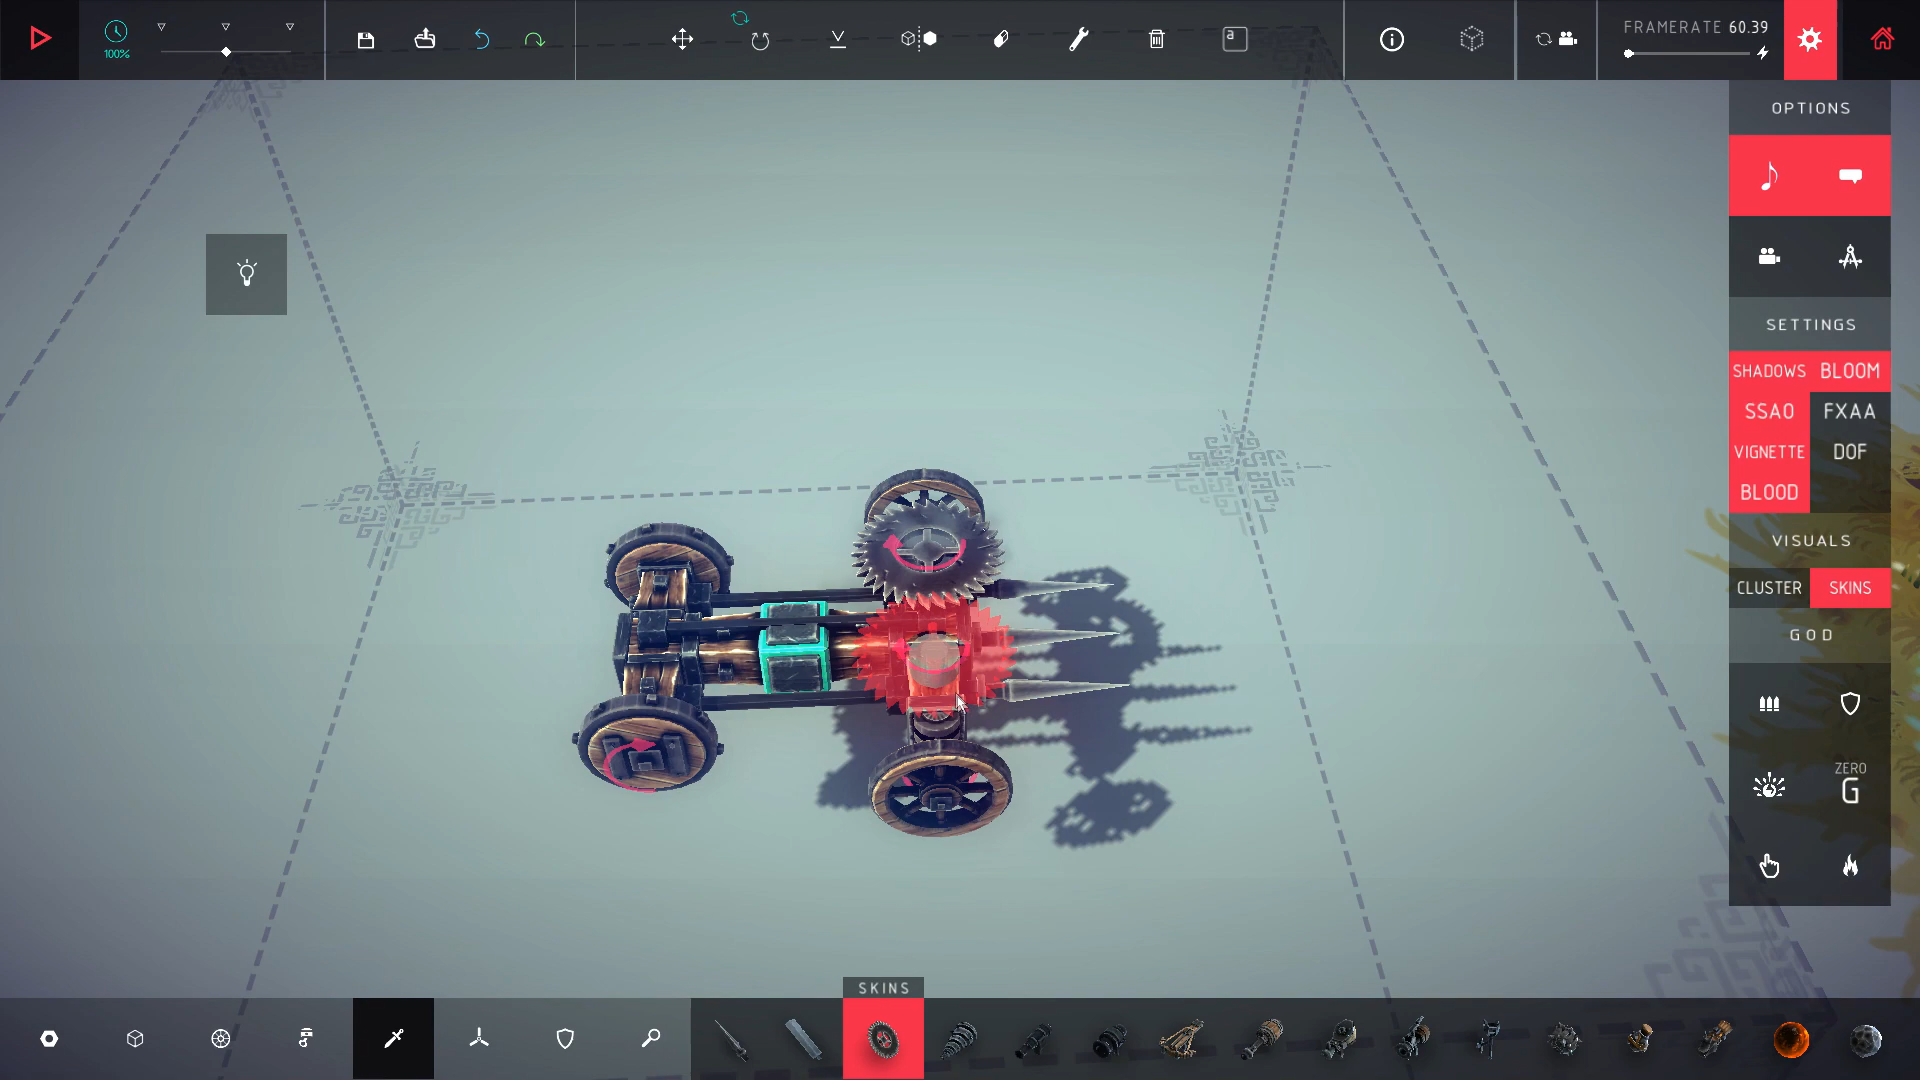 100%
FRAMERATE 60.39
a
OPTIONS
SETTINGS
SHADOWS BLOOM
SSAO FXAA
VIGNETTE DOF
BLOOD
VISUALS
CLUSTER SKINS
GOD
ZERO
G
SKINS